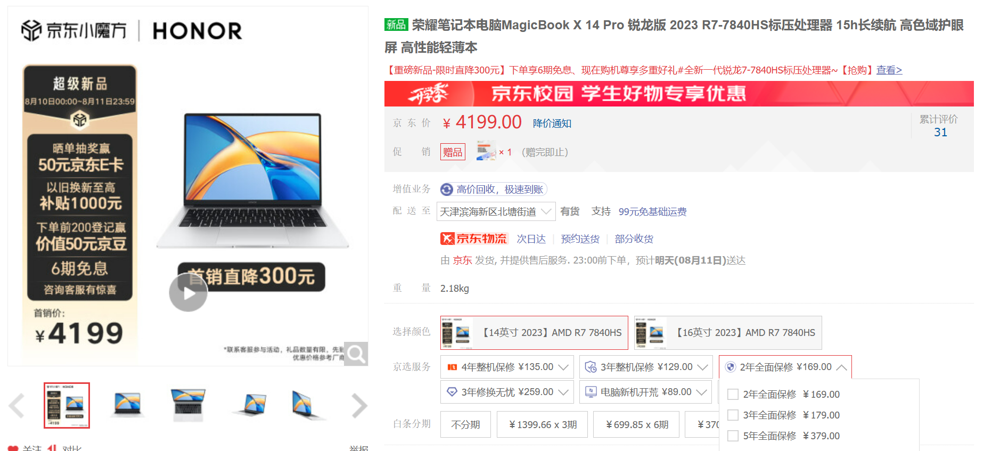 京东小魔方 | HONOR
超级新品
8月10日00:00~8月11日23:59
晒单抽奖赢
50元京东E卡
以旧换新至高
补贴1000元
下单前200登记赢
价值50元京豆
6期免息
咨询客服有惊喜
首销价:
¥4199
首销直降300元
*联系客服参与活动，礼品数量有限，先到
优惠价格参考厂商
关注 对比
举报
新品 荣耀笔记本电脑MagicBook X 14 Pro 锐龙版 2023 R7-7840HS标压处理器 15h长续航 高色域护眼
屏 高性能轻薄本
【重磅新品-限时直降300元】下单享6期免息、现在购机尊享多重好礼#全新一代锐龙7-7840HS标压处理器~【抢购】查看>
开学季 京东校园 学生好物专享优惠
京东价 ¥ 4199.00 降价通知
累计评价
31
促销 赠品 × 1 （赠完即止）
增值业务 高价回收，极速到账
配送至 天津滨海新区北塘街道 有货 支持 99元免基础运费
京东物流 次日达 | 预约送货 | 部分收货
由 京东 发货, 并提供售后服务. 23:00前下单，预计明天(08月11日)送达
重量 2.18kg
选择颜色 【14英寸 2023】AMD R7 7840HS 【16英寸 2023】AMD R7 7840HS
京选服务 4年整机保修 ¥135.00 3年整机保修 ¥129.00 2年全面保修 ¥169.00
3年修换无忧 ¥259.00 电脑新机开荒 ¥89.00
2年全面保修 ¥169.00
3年全面保修 ¥179.00
5年全面保修 ¥379.00
白条分期 不分期 ¥1399.66 x 3期 ¥699.85 x 6期 ¥370